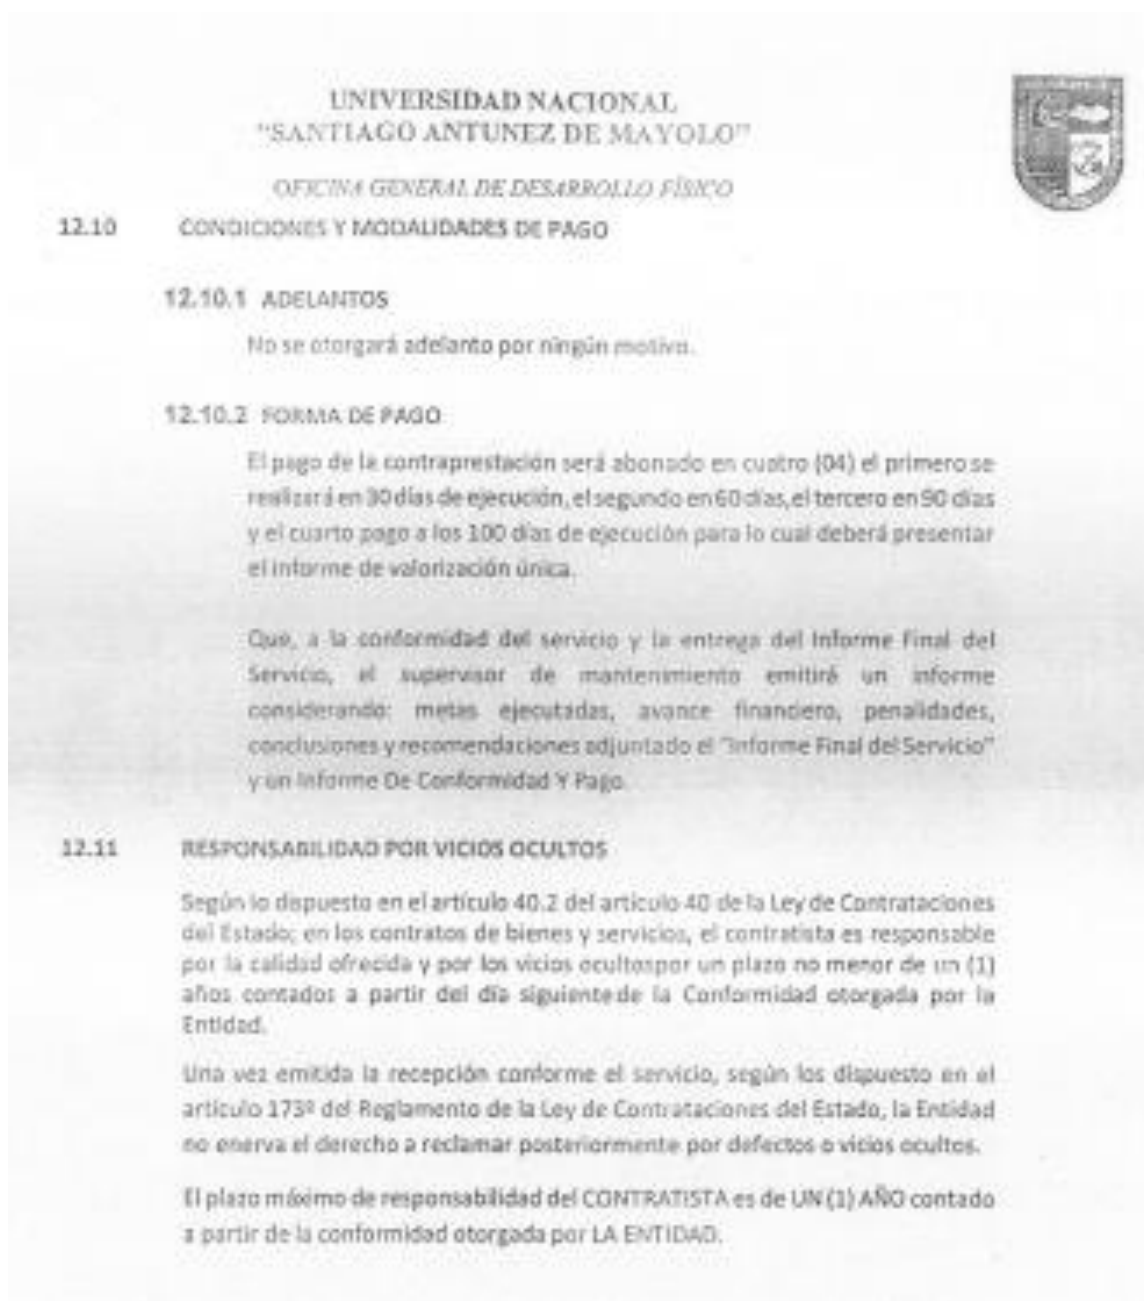 UNIVERSIDAD NACIONAL
"SANTIAGO ANTUNEZ DE MAYOLO"
OFICINA GENERAL DE DESARROLLO FÍSICO
12.10 CONDICIONES Y MODALIDADES DE PAGO
12.10.1 ADELANTOS
No se otorgará adelanto por ningún motivo.
12.10.2 FORMA DE PAGO
El pago de la contraprestación será abonado en cuatro (04) el primero se
realizará en 30 días de ejecución, el segundo en 60 días, el tercero en 90 días
y el cuarto pago a los 100 días de ejecución para lo cual deberá presentar
el informe de valorización única.
Que, a la conformidad del servicio y la entrega del Informe Final del
Servicio, el supervisor de mantenimiento emitirá un informe
considerando: metas ejecutadas, avance financiero, penalidades,
conclusiones y recomendaciones adjuntado el "Informe Final del Servicio"
y un Informe De Conformidad Y Pago.
12.11 RESPONSABILIDAD POR VICIOS OCULTOS
Según lo dispuesto en el artículo 40.2 del artículo 40 de la Ley de Contrataciones
del Estado; en los contratos de bienes y servicios, el contratista es responsable
por la calidad ofrecida y por los vicios ocultospor un plazo no menor de un (1)
años contados a partir del día siguiente de la Conformidad otorgada por la
Entidad.
Una vez emitida la recepción conforme el servicio, según los dispuesto en el
artículo 173º del Reglamento de la Ley de Contrataciones del Estado, la Entidad
no enerva el derecho a reclamar posteriormente por defectos o vicios ocultos.
El plazo máximo de responsabilidad del CONTRATISTA es de UN (1) AÑO contado
a partir de la conformidad otorgada por LA ENTIDAD.